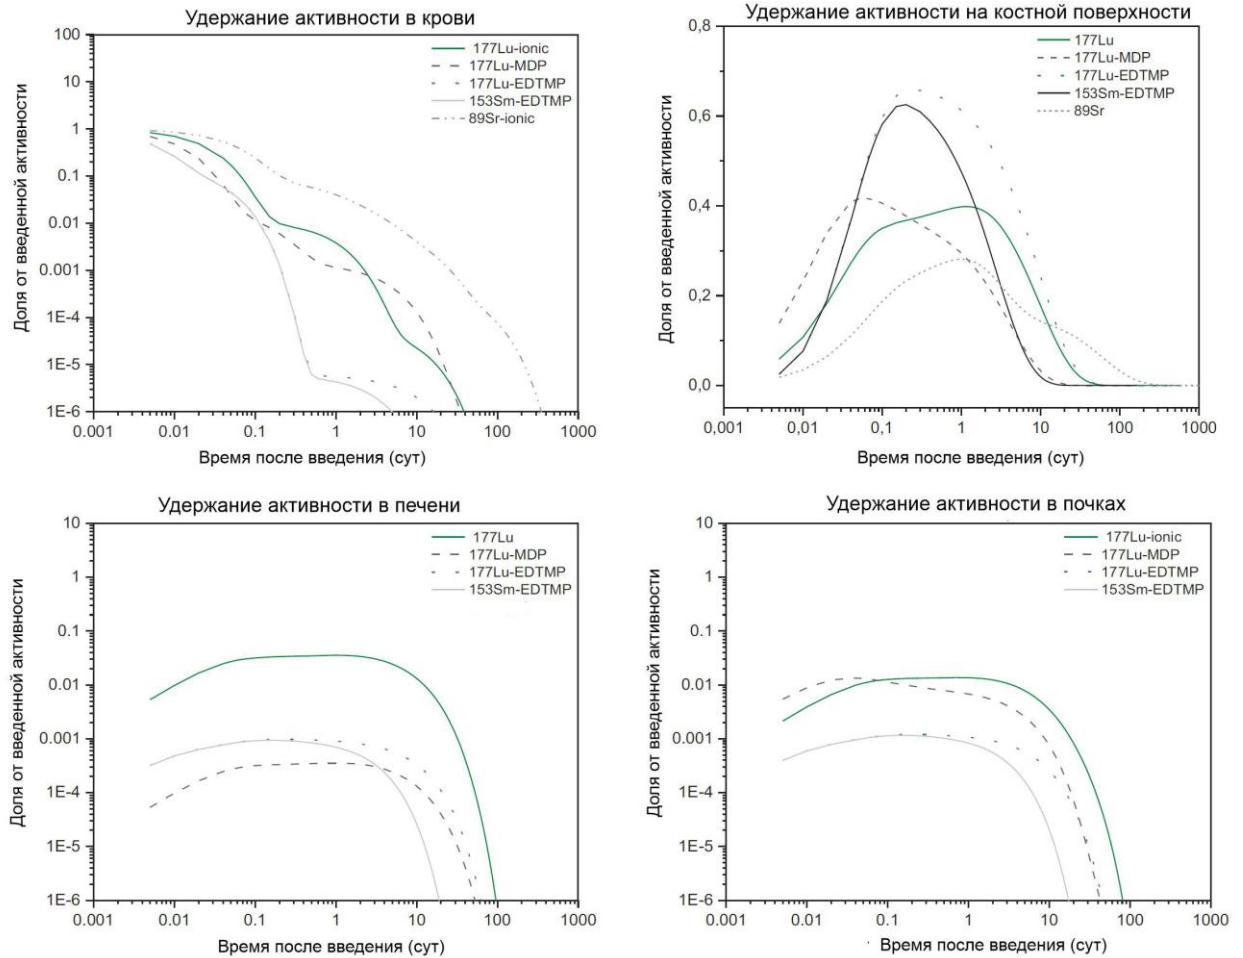 Удержание активности в крови
100
10
1
0.1
0.01
0.001
1E-4
1E-5
1E-6
Доля от введенной активности
177Lu-ionic
177Lu-MDP
177Lu-EDTMP
153Sm-EDTMP
89Sr-ionic
0.001 0.01 0.1 1 10 100 1000
Время после введения (сут)
Удержание активности на костной поверхности
0,8
0,6
0,4
0,2
0,0
Доля от введенной активности
177Lu
177Lu-MDP
177Lu-EDTMP
153Sm-EDTMP
89Sr
0,001 0,01 0,1 1 10 100 1000
Время после введения (сут)
Удержание активности в печени
10
1
0.1
0.01
0.001
1E-4
1E-5
1E-6
Доля от введенной активности
177Lu
177Lu-MDP
177Lu-EDTMP
153Sm-EDTMP
0.001 0.01 0.1 1 10 100 1000
Время после введения (сут)
Удержание активности в почках
10
1
0.1
0.01
0.001
1E-4
1E-5
1E-6
Доля от введенной активности
177Lu-ionic
177Lu-MDP
177Lu-EDTMP
153Sm-EDTMP
0.001 0.01 0.1 1 10 100 1000
Время после введения (сут)